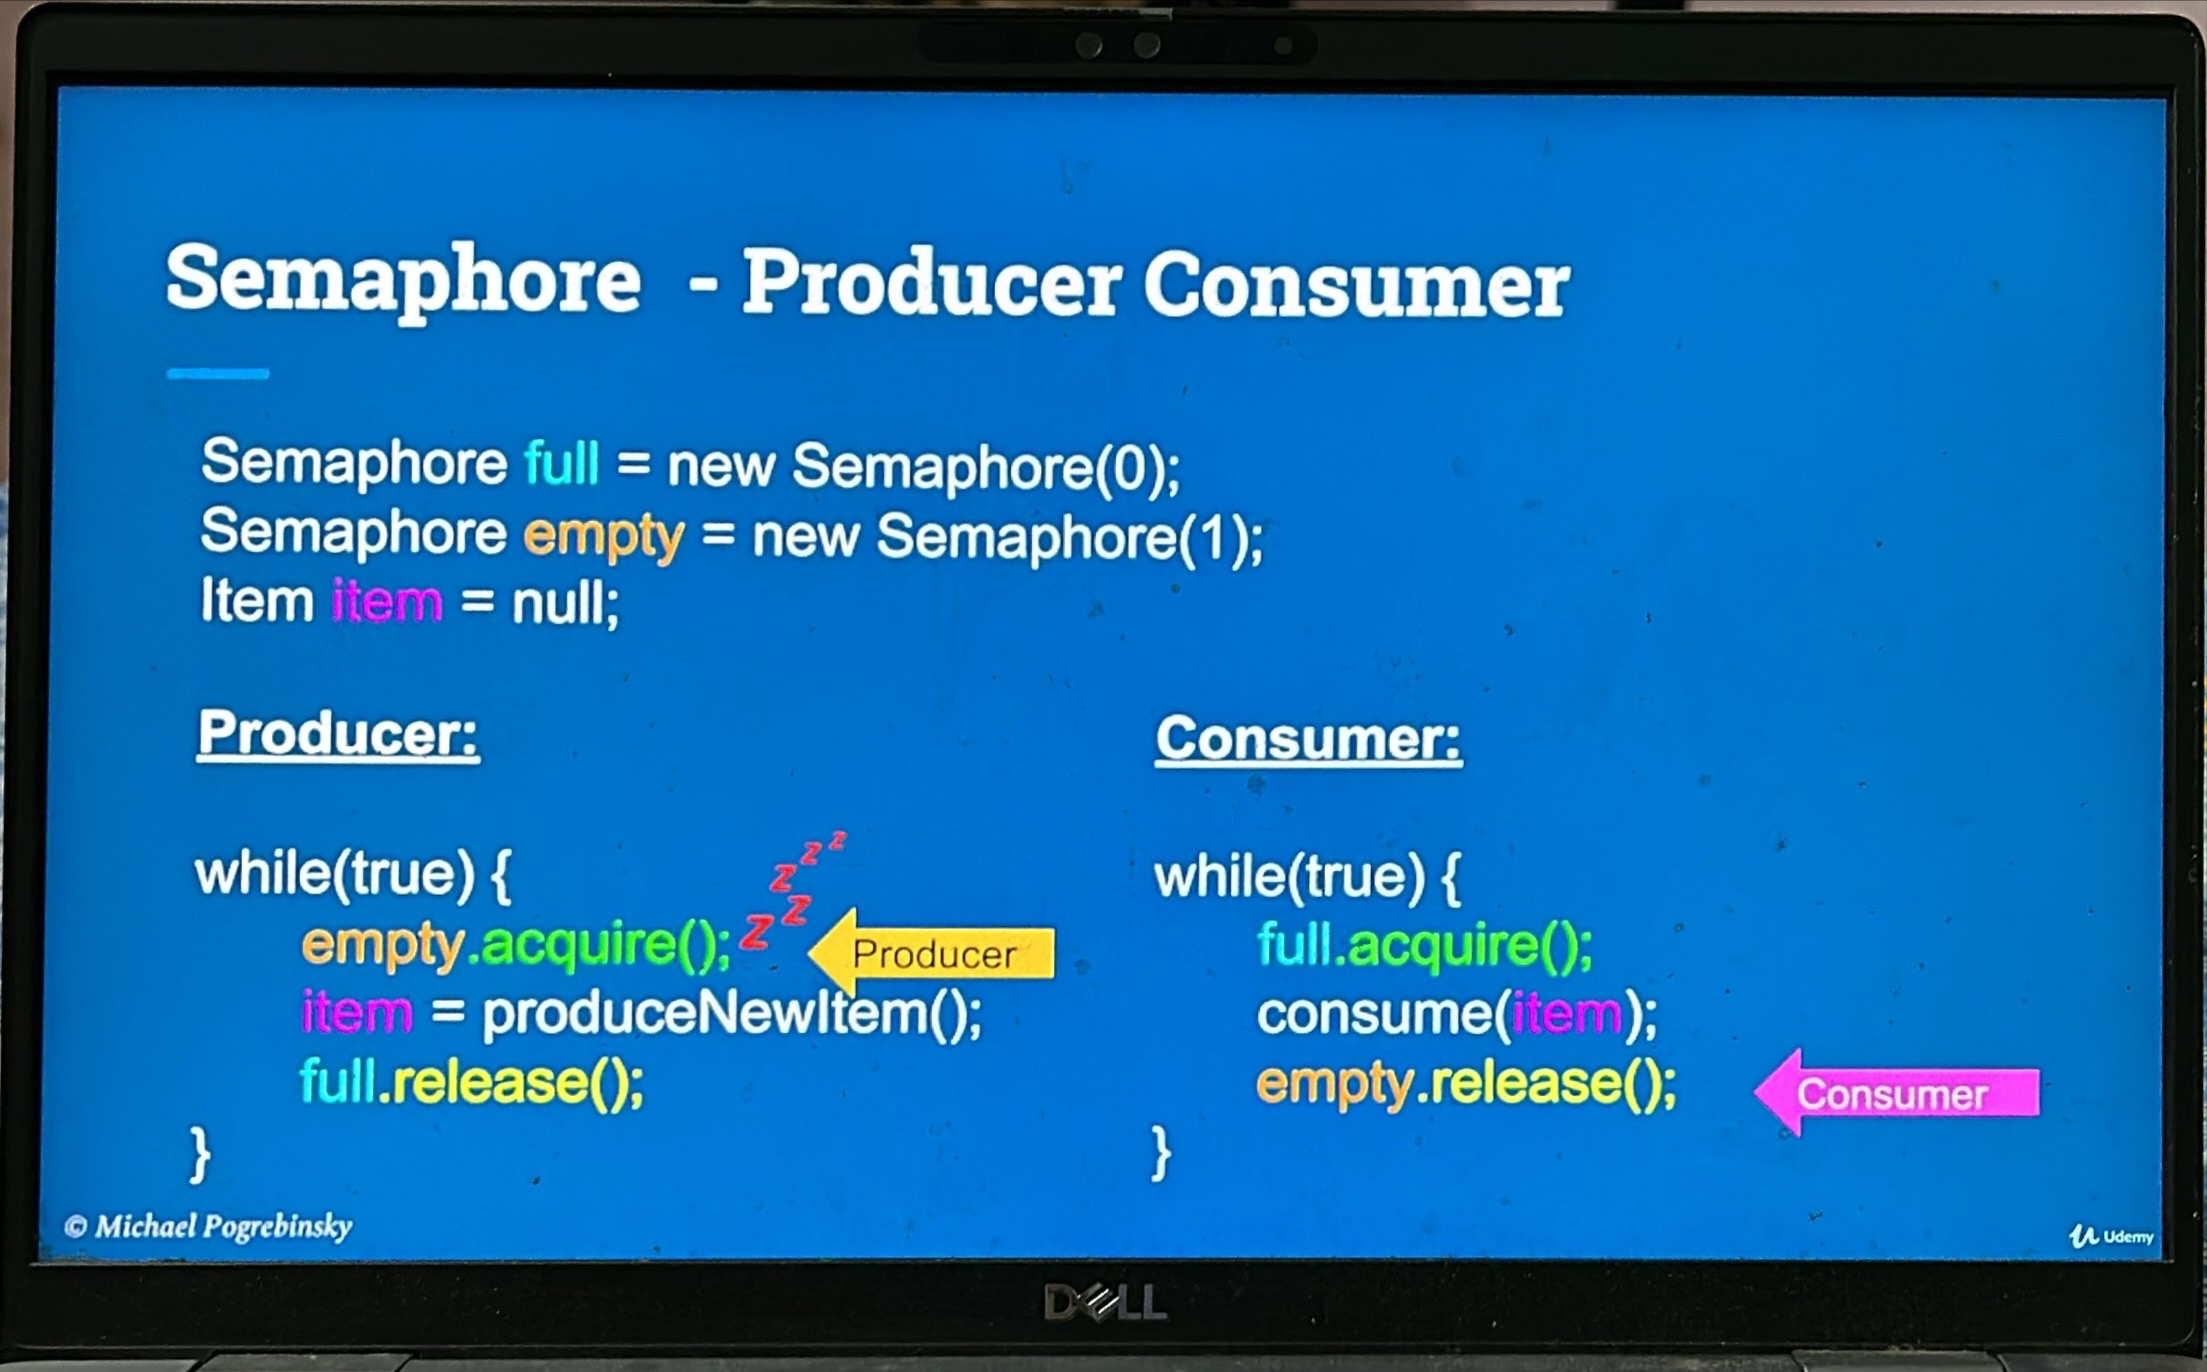 Semaphore - Producer Consumer
Semaphore full = new Semaphore(0);
Semaphore empty = new Semaphore(1);
Item item = null;
Producer:
while(true) {
empty.acquire(); z z z z z
Producer
item = produceNewItem();
full.release();
}
Consumer:
while(true) {
full.acquire();
consume(item);
empty.release();
Consumer
}
© Michael Pogrebinsky
Udemy
DELL